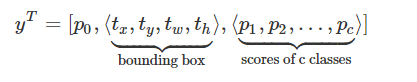 y^T = [p_0, ⟨t_x, t_y, t_w, t_h⟩, ⟨p_1, p_2, . . . , p_c⟩]
bounding box scores of c classes